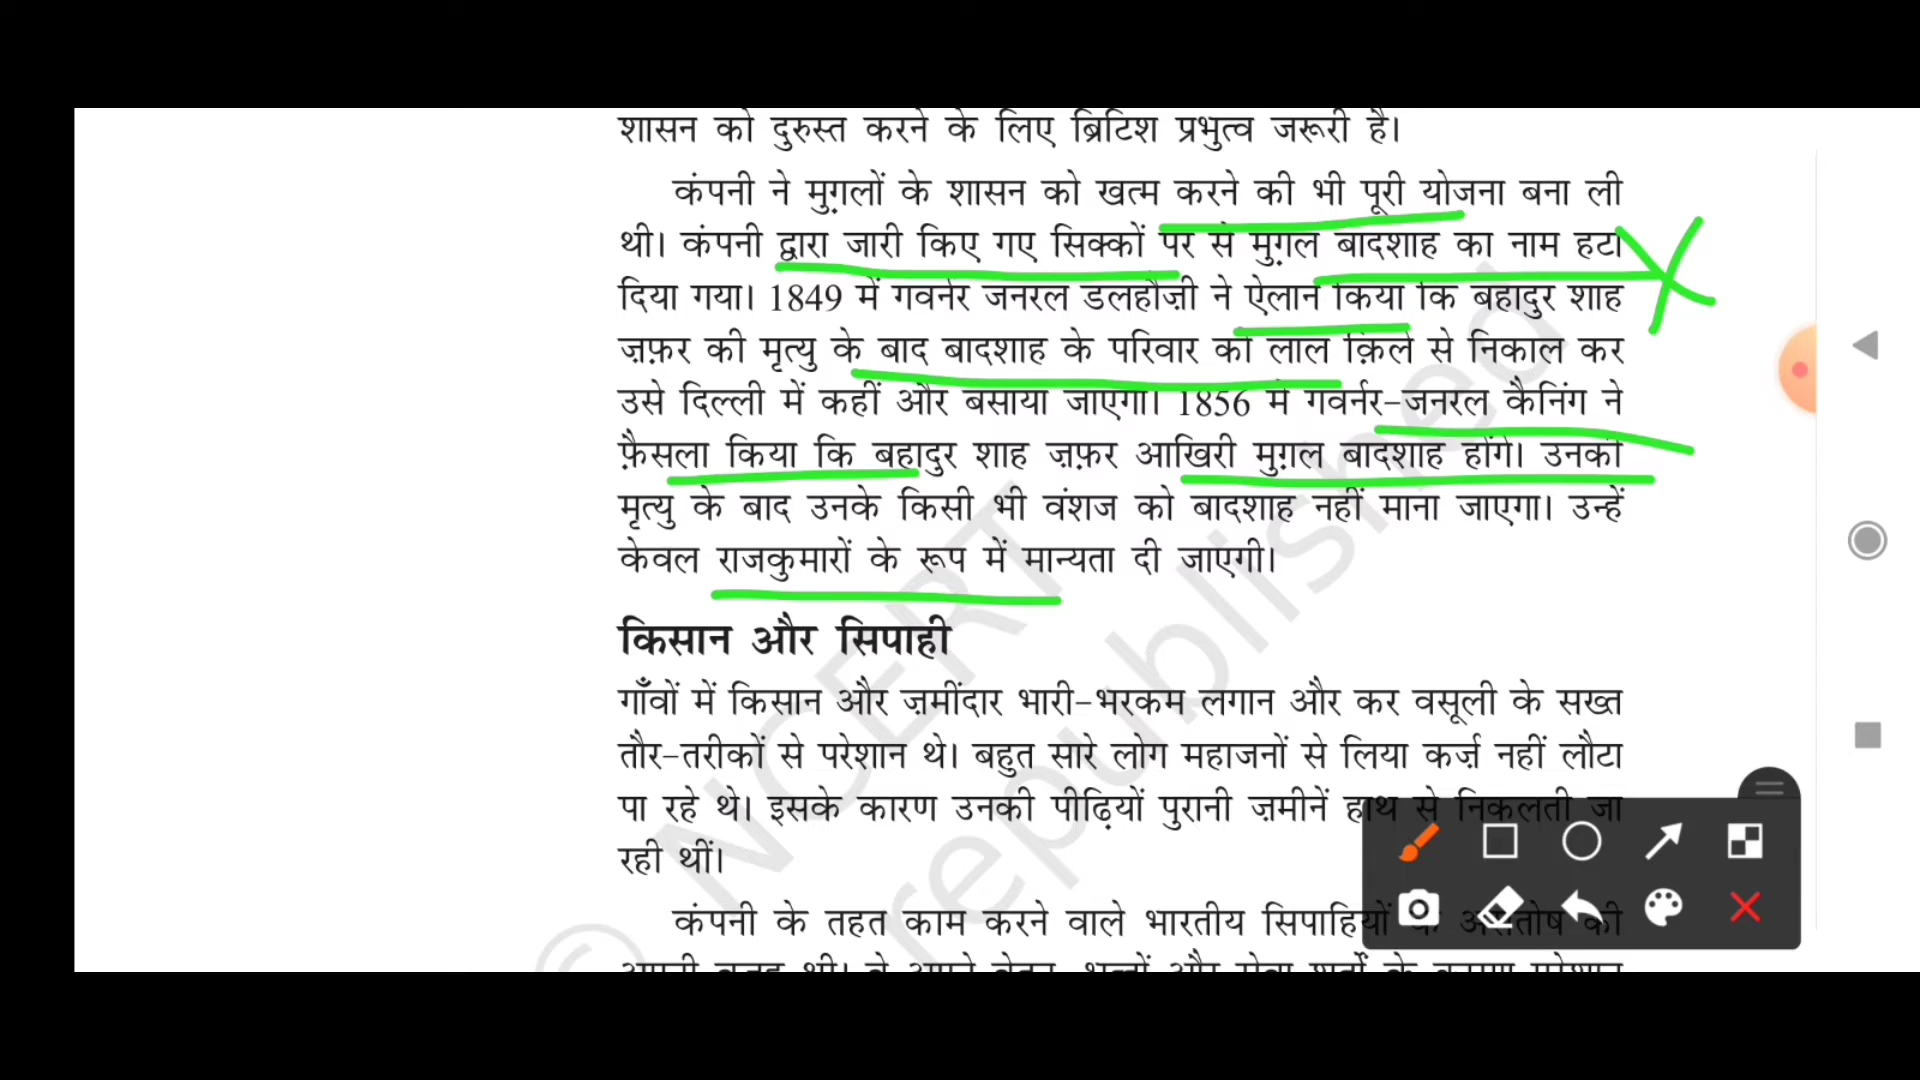 शासन को दुरुस्त करने के लिए ब्रिटिश प्रभुत्व जरूरी है।
कंपनी ने मुग़लों के शासन को खत्म करने की भी पूरी योजना बना ली
थी। कंपनी द्वारा जारी किए गए सिक्कों पर से मुग़ल बादशाह का नाम हटा
दिया गया। 1849 में गवर्नर जनरल डलहौज़ी ने ऐलान किया कि बहादुर शाह
ज़फ़र की मृत्यु के बाद बादशाह के परिवार को लाल क़िले से निकाल कर
उसे दिल्ली में कहीं और बसाया जाएगा। 1856 में गवर्नर-जनरल कैनिंग ने
फ़ैसला किया कि बहादुर शाह ज़फ़र आखिरी मुग़ल बादशाह होंगे। उनकी
मृत्यु के बाद उनके किसी भी वंशज को बादशाह नहीं माना जाएगा। उन्हें
केवल राजकुमारों के रूप में मान्यता दी जाएगी।
किसान और सिपाही
गाँवों में किसान और ज़मींदार भारी-भरकम लगान और कर वसूली के सख्त
तौर-तरीकों से परेशान थे। बहुत सारे लोग महाजनों से लिया कर्ज़ नहीं लौटा
पा रहे थे। इसके कारण उनकी पीढ़ियों पुरानी ज़मीनें हाथ से निकलती जा
रही थीं।
कंपनी के तहत काम करने वाले भारतीय सिपाहियों के असंतोष की
© NCERT
republished